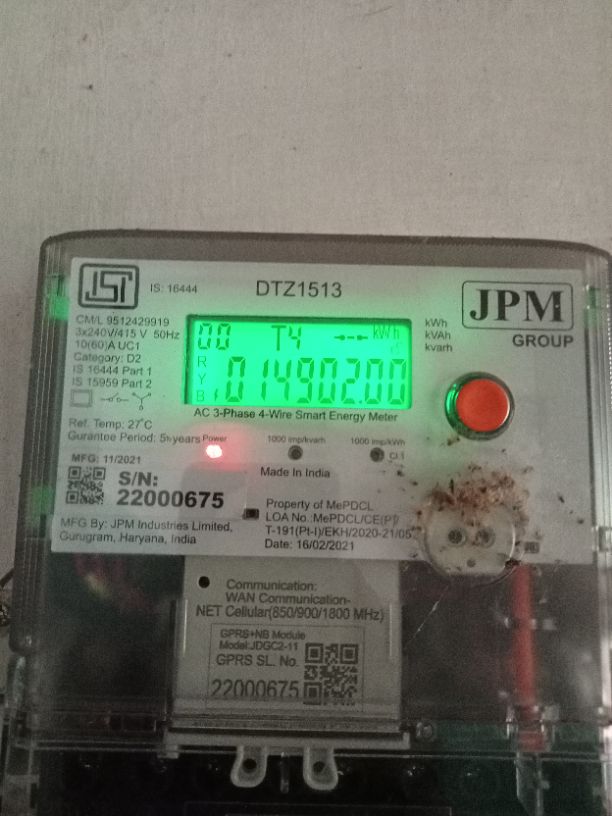 ISI
IS: 16444
DTZ1513
JPM
GROUP
CM/L 9512429919
3x240V/415 V 50Hz
10(60)A UC1
Category: D2
IS 16444 Part 1
IS 15959 Part 2
00 T4 kWh
R
Y
B
014902.00
kWh
kVAh
kvarh
AC 3-Phase 4-Wire Smart Energy Meter
Ref. Temp: 27°C
Gurantee Period: 5½years
Power
1000 imp/kvarh
1000 imp/kWh
Cl.1
MFG: 11/2021
S/N:
22000675
Made In India
MFG By: JPM Industries Limited,
Gurugram, Haryana, India
Property of MePDCL
LOA No.:MePDCL/CE(P)/
T-191(Pt-I)/EKH/2020-21/05
Date: 16/02/2021
Communication:
WAN Communication-
NET Cellular(850/900/1800 MHz)
GPRS+NB Module
Model:JDGC2-11
GPRS SL. No.
22000675